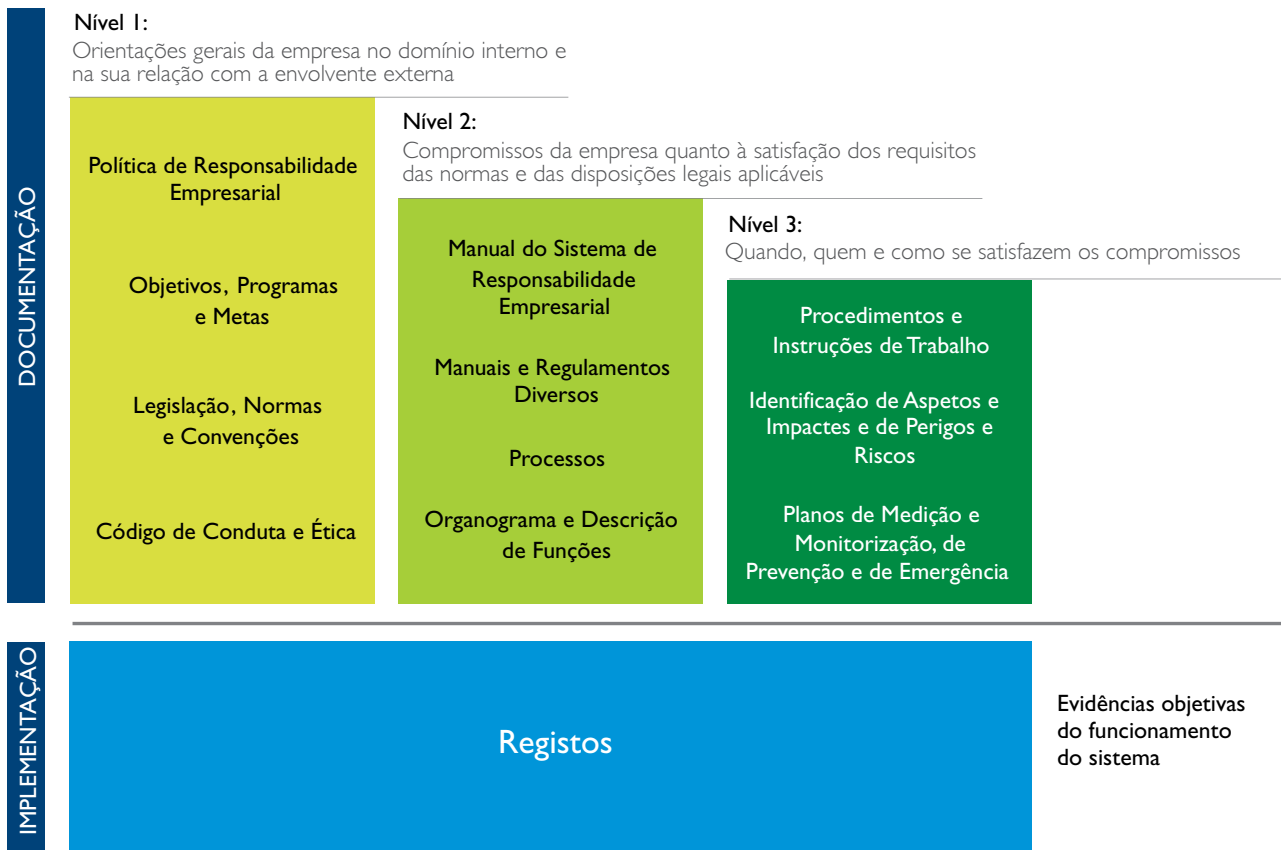 DOCUMENTAÇÃO
Nível 1:
Orientações gerais da empresa no domínio interno e
na sua relação com a envolvente externa
Política de Responsabilidade
Empresarial
Objetivos, Programas
e Metas
Legislação, Normas
e Convenções
Código de Conduta e Ética
Nível 2:
Compromissos da empresa quanto à satisfação dos requisitos
das normas e das disposições legais aplicáveis
Manual do Sistema de
Responsabilidade
Empresarial
Manuais e Regulamentos
Diversos
Processos
Organograma e Descrição
de Funções
Nível 3:
Quando, quem e como se satisfazem os compromissos
Procedimentos e
Instruções de Trabalho
Identificação de Aspetos e
Impactes e de Perigos e
Riscos
Planos de Medição e
Monitorização, de
Prevenção e de Emergência
IMPLEMENTAÇÃO
Registos
Evidências objetivas
do funcionamento
do sistema